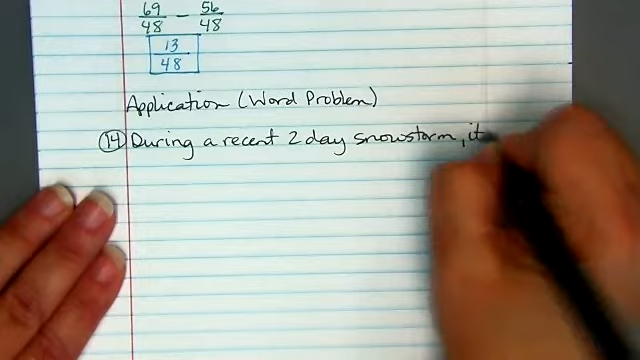 69/48 - 56/48
13/48
Application (Word Problem)
14 During a recent 2 day snowstorm, it